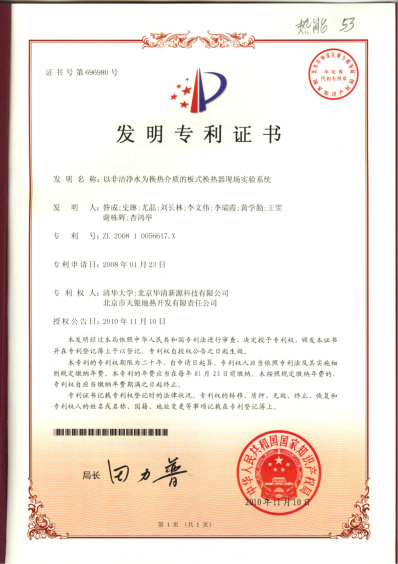 热能 53
证书号第696980号
发明专利证书
发 明 名 称：以非洁净水为换热介质的板式换热器现场实验系统
发 明 人：昝成;史琳;尤晶;刘长林;李文伟;李瑞霞;黄学勤;王雯
谢栋辉;杏鸿举
专 利 号：ZL 2008 1 0056617.X
专利申请日：2008年01月23日
专 利 权 人：清华大学;北京华清新源科技有限公司
北京市天银地热开发有限责任公司
授权公告日：2010年11月10日
本发明经过本局依照中华人民共和国专利法进行审查，决定授予专利权，颁发本证书
并在专利登记簿上予以登记，专利权自授权公告之日起生效。
本专利的专利权期限为二十年，自申请日起算。专利权人应当依照专利法及其实施细
则规定缴纳年费。本专利的年费应当在每年01月23日前缴纳。未按照规定缴纳年费的，
专利权自应当缴纳年费期满之日起终止。
专利证书记载专利权登记时的法律状况。专利权的转移、质押、无效、终止、恢复和
专利权人的姓名或名称、国籍、地址变更等事项记载在专利登记簿上。
局长 田力普
中华人民共和国国家知识产权局
2010年11月10日
第 1 页 (共 1 页)